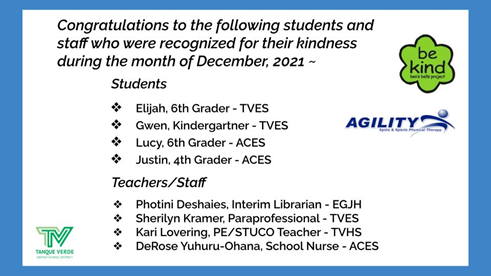 Congratulations to the following students and
staff who were recognized for their kindness
during the month of December, 2021 ~
Students
❖ Elijah, 6th Grader - TVES
❖ Gwen, Kindergartner - TVES
❖ Lucy, 6th Grader - ACES
❖ Justin, 4th Grader - ACES
Teachers/Staff
❖ Photini Deshaies, Interim Librarian - EGJH
❖ Sherilyn Kramer, Paraprofessional - TVES
❖ Kari Lovering, PE/STUCO Teacher - TVHS
❖ DeRose Yuhuru-Ohana, School Nurse - ACES
be
kind
ben's bells project
AGILITY
Spine & Sports Physical Therapy
TV
TANQUE VERDE